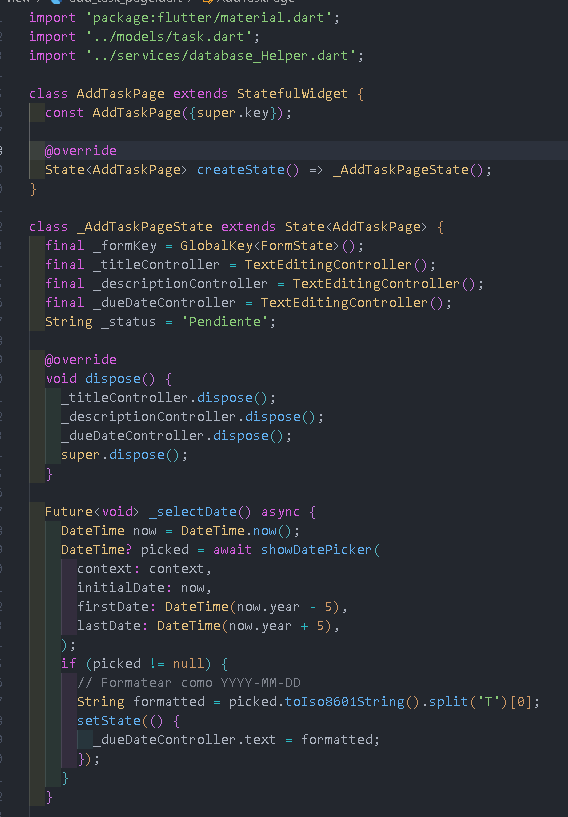 import 'package:flutter/material.dart';
import '../models/task.dart';
import '../services/database_Helper.dart';
class AddTaskPage extends StatefulWidget {
  const AddTaskPage({super.key});
  @override
  State<AddTaskPage> createState() => _AddTaskPageState();
}
class _AddTaskPageState extends State<AddTaskPage> {
  final _formKey = GlobalKey<FormState>();
  final _titleController = TextEditingController();
  final _descriptionController = TextEditingController();
  final _dueDateController = TextEditingController();
  String _status = 'Pendiente';
  @override
  void dispose() {
    _titleController.dispose();
    _descriptionController.dispose();
    _dueDateController.dispose();
    super.dispose();
  }
  Future<void> _selectDate() async {
    DateTime now = DateTime.now();
    DateTime? picked = await showDatePicker(
      context: context,
      initialDate: now,
      firstDate: DateTime(now.year - 5),
      lastDate: DateTime(now.year + 5),
    );
    if (picked != null) {
      // Formatear como YYYY-MM-DD
      String formatted = picked.toIso8601String().split('T')[0];
      setState(() {
        _dueDateController.text = formatted;
      });
    }
  }